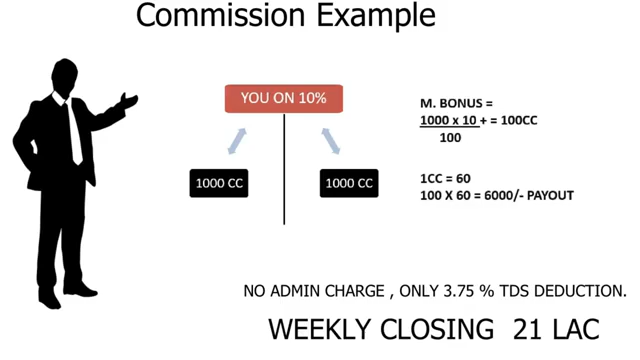 Commission Example
YOU ON 10%
1000 CC
1000 CC
M. BONUS =
1000 x 10 + = 100CC
100
1CC = 60
100 X 60 = 6000/- PAYOUT
NO ADMIN CHARGE , ONLY 3.75 % TDS DEDUCTION.
WEEKLY CLOSING 21 LAC